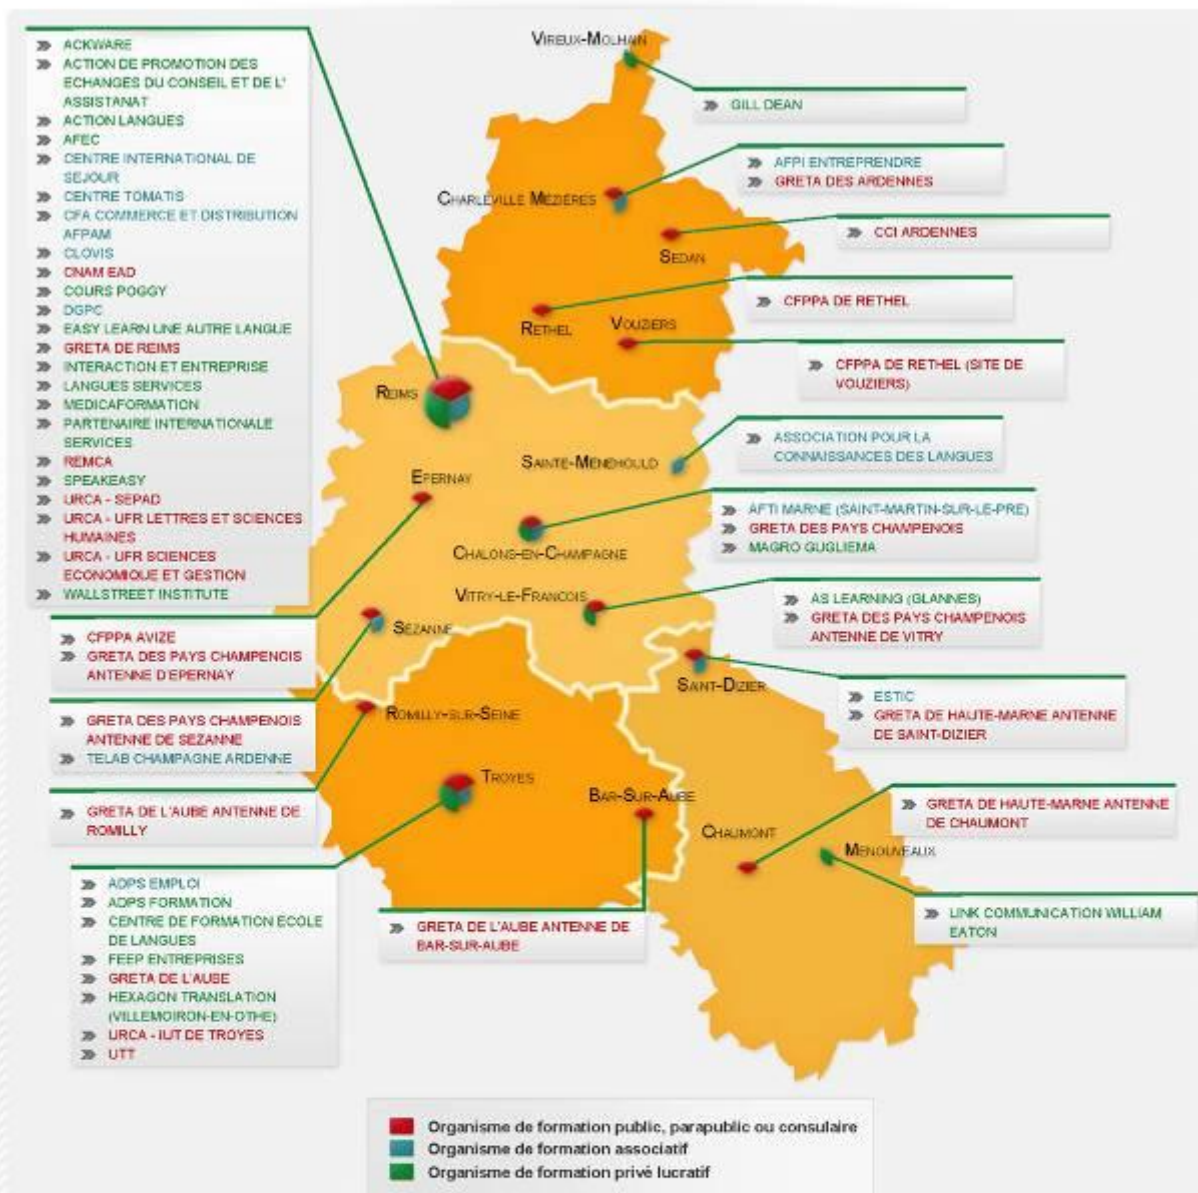 ACKWARE
ACTION DE PROMOTION DES
ECHANGES DU CONSEIL ET DE L'
ASSISTANAT
ACTION LANGUES
AFEC
CENTRE INTERNATIONAL DE
SEJOUR
CENTRE TOMATIS
CFA COMMERCE ET DISTRIBUTION
AFPAM
CLOVIS
CNAM EAD
COURS POGGY
DGPC
EASY LEARN UNE AUTRE LANGUE
GRETA DE REIMS
INTERACTION ET ENTREPRISE
LANGUES SERVICES
MEDICAFORMATION
PARTENAIRE INTERNATIONALE
SERVICES
REMCA
SPEAKEASY
URCA - SEPAD
URCA - UFR LETTRES ET SCIENCES
HUMAINES
URCA - UFR SCIENCES
ECONOMIQUE ET GESTION
WALLSTREET INSTITUTE
VIREUX-MOLHAIN
GILL DEAN
CHARLEVILLE MÉZIÈRES
AFPI ENTREPRENDRE
GRETA DES ARDENNES
SEDAN
CCI ARDENNES
RETHEL
CFPPA DE RETHEL
VOUZIERS
CFPPA DE RETHEL (SITE DE
VOUZIERS)
REIMS
SAINTE-MENEHOULD
ASSOCIATION POUR LA
CONNAISSANCES DES LANGUES
EPERNAY
CHALONS-EN-CHAMPAGNE
AFTI MARNE (SAINT-MARTIN-SUR-LE-PRE)
GRETA DES PAYS CHAMPENOIS
MAGRO GUGLIEMA
VITRY-LE-FRANCOIS
AS LEARNING (GLANNES)
GRETA DES PAYS CHAMPENOIS
ANTENNE DE VITRY
SÉZANNE
CFPPA AVIZE
GRETA DES PAYS CHAMPENOIS
ANTENNE D'EPERNAY
SAINT-DIZIER
ESTIC
GRETA DE HAUTE-MARNE ANTENNE
DE SAINT-DIZIER
GRETA DES PAYS CHAMPENOIS
ANTENNE DE SEZANNE
TELAB CHAMPAGNE ARDENNE
ROMILLY-SUR-SEINE
GRETA DE L'AUBE ANTENNE DE
ROMILLY
TROYES
BAR-SUR-AUBE
CHAUMONT
GRETA DE HAUTE-MARNE ANTENNE
DE CHAUMONT
MENOUVEAUX
LINK COMMUNICATION WILLIAM
EATON
ADPS EMPLOI
ADPS FORMATION
CENTRE DE FORMATION ÉCOLE
DE LANGUES
FEEP ENTREPRISES
GRETA DE L'AUBE
HEXAGON TRANSLATION
(VILLEMOIRON-EN-OTHE)
URCA - IUT DE TROYES
UTT
GRETA DE L'AUBE ANTENNE DE
BAR-SUR-AUBE
Organisme de formation public, parapublic ou consulaire
Organisme de formation associatif
Organisme de formation privé lucratif